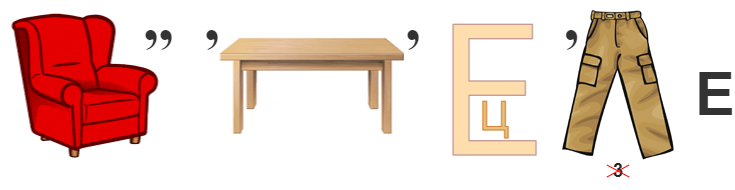 ,, , , Е ц , Е
3